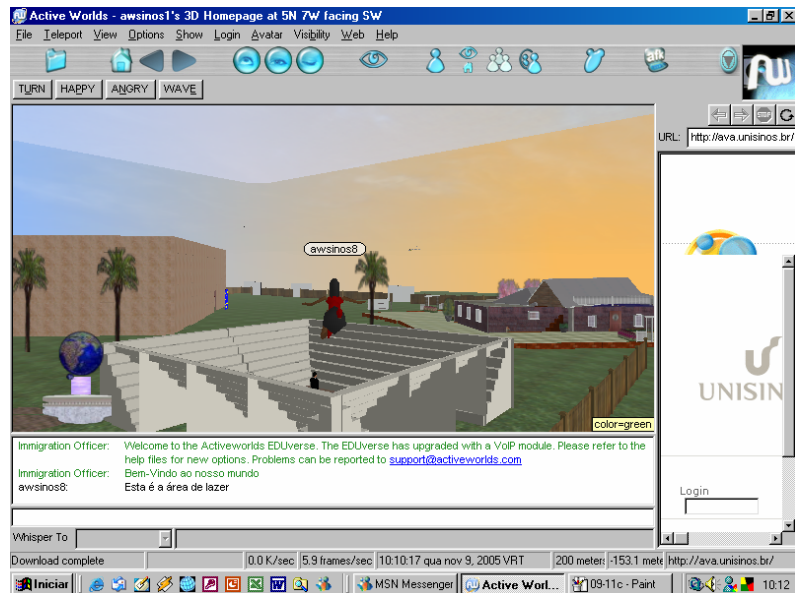 Active Worlds - awsinos1's 3D Homepage at 5N 7W facing SW
File Teleport View Options Show Login Avatar Visibility Web Help
afk
TURN HAPPY ANGRY WAVE
URL: http://ava.unisinos.br/
awsinos8
UNISIN
color=green
Immigration Officer: Welcome to the Activeworlds EDUverse. The EDUverse has upgraded with a VoIP module. Please refer to the
help files for new options. Problems can be reported to support@activeworlds.com
Immigration Officer: Bem-Vindo ao nosso mundo
awsinos8: Esta é a área de lazer
Login
Whisper To
Download complete 0.0 K/sec 5.9 frames/sec 10:10:17 qua nov 9, 2005 VRT 200 meters -153.1 mete http://ava.unisinos.br/
Iniciar MSN Messenger Active Worl... 09-11c - Paint 10:12